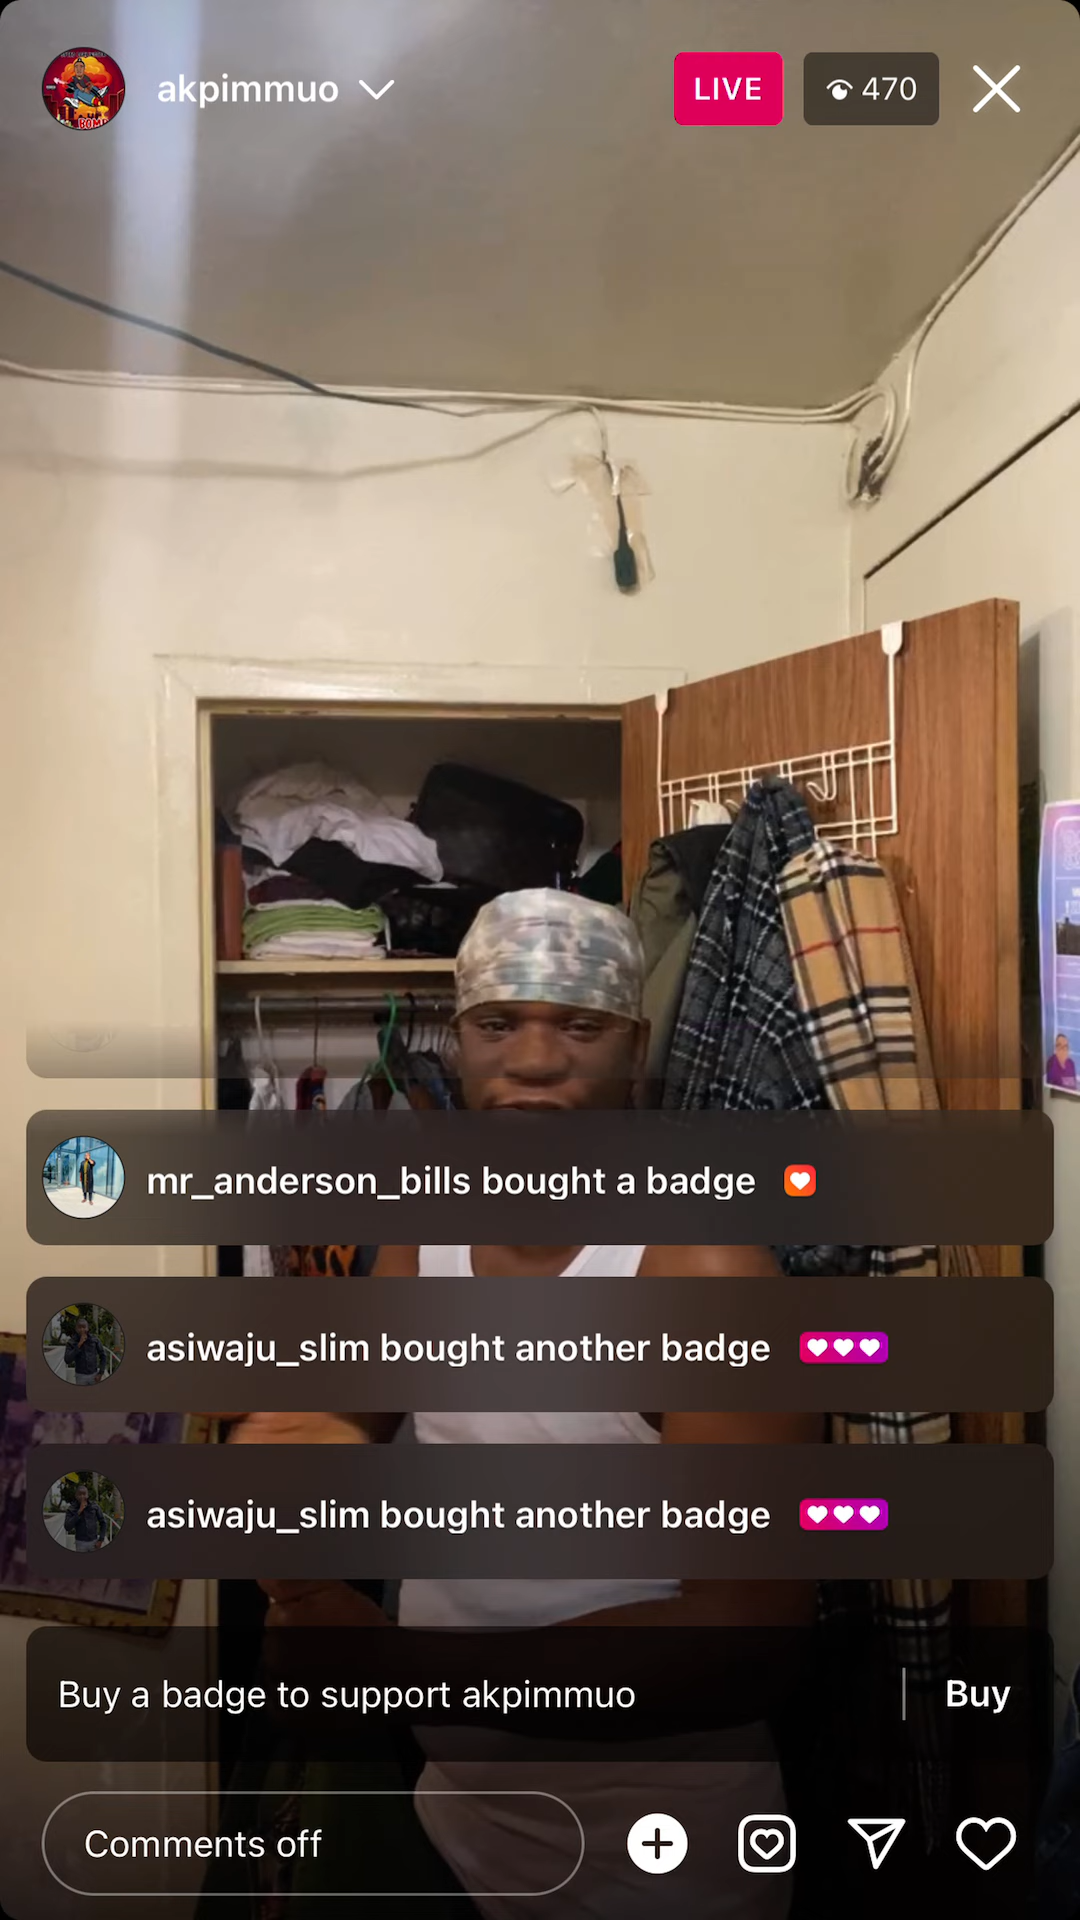 akpimmuo
LIVE
470
mr_anderson_bills bought a badge
asiwaju_slim bought another badge
asiwaju_slim bought another badge
Buy a badge to support akpimmuo
Buy
Comments off